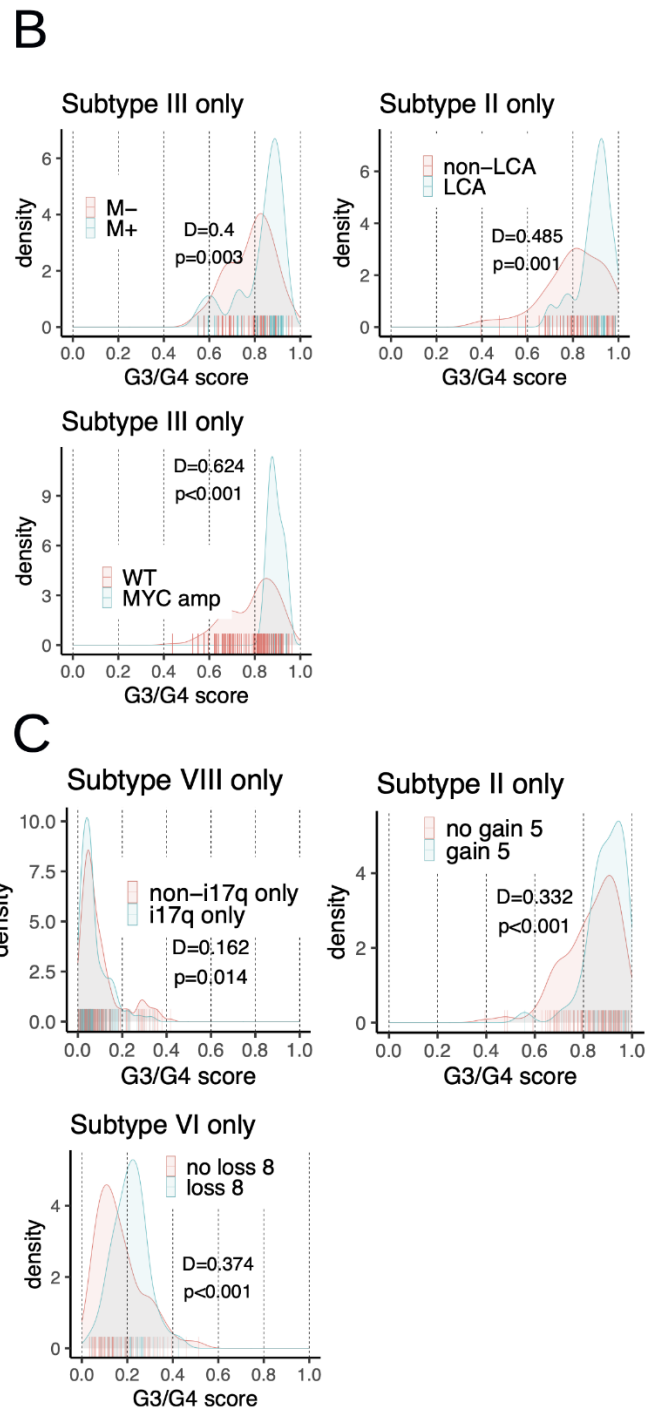 B
Subtype III only
density
6
4
2
0
M−
M+
D=0.4
p=0.003
0.0 0.2 0.4 0.6 0.8 1.0
G3/G4 score
Subtype II only
density
6
4
2
0
non−LCA
LCA
D=0.485
p=0.001
0.0 0.2 0.4 0.6 0.8 1.0
G3/G4 score
Subtype III only
density
9
6
3
0
D=0.624
p<0.001
WT
MYC amp
0.0 0.2 0.4 0.6 0.8 1.0
G3/G4 score
C
Subtype VIII only
density
10.0
7.5
5.0
2.5
0.0
non−i17q only
i17q only
D=0.162
p=0.014
0.0 0.2 0.4 0.6 0.8 1.0
G3/G4 score
Subtype II only
density
4
2
0
no gain 5
gain 5
D=0.332
p<0.001
0.0 0.2 0.4 0.6 0.8 1.0
G3/G4 score
Subtype VI only
density
4
2
0
no loss 8
loss 8
D=0.374
p<0.001
0.0 0.2 0.4 0.6 0.8 1.0
G3/G4 score